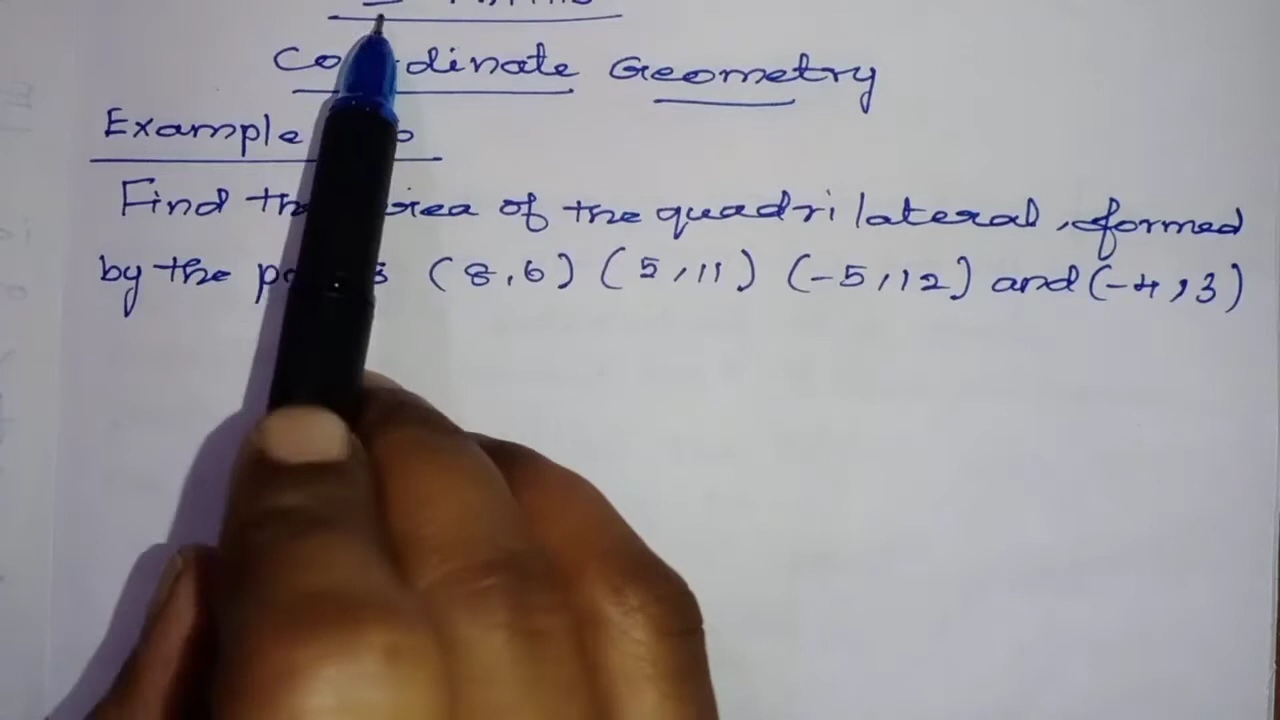 Coordinate Geometry
Example
Find the area of the quadrilateral, formed
by the points (8,6) (5,11) (-5,12) and (-4,3)